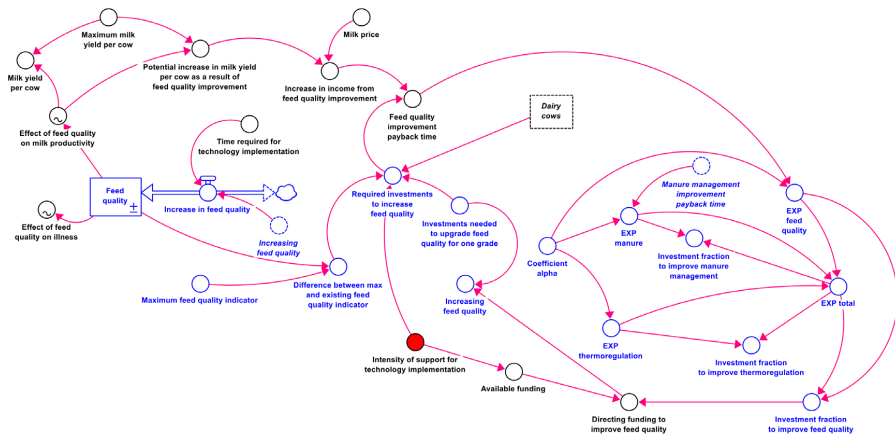 Maximum milk
yield per cow
Milk price
Milk yield
per cow
Potential increase in milk yield
per cow as a result of
feed quality improvement
Increase in income from
feed quality improvement
Feed quality
improvement
payback time
Dairy
cows
Effect of feed quality
on milk productivity
Time required for
technology implementation
Feed
quality
±
Increase in feed quality
Required investments
to increase
feed quality
Manure management
improvement
payback time
EXP
feed quality
Effect of feed quality
on illness
Increasing
feed quality
Investments needed
to upgrade feed
quality for one grade
EXP
manure
Coefficient
alpha
Investment fraction
to improve manure
management
Maximum feed quality indicator
Difference between max
and existing feed
quality indicator
Increasing
feed quality
EXP total
EXP
thermoregulation
Intensity of support for
technology implementation
Investment fraction
to improve thermoregulation
Available funding
Directing funding to
improve feed quality
Investment fraction
to improve feed quality